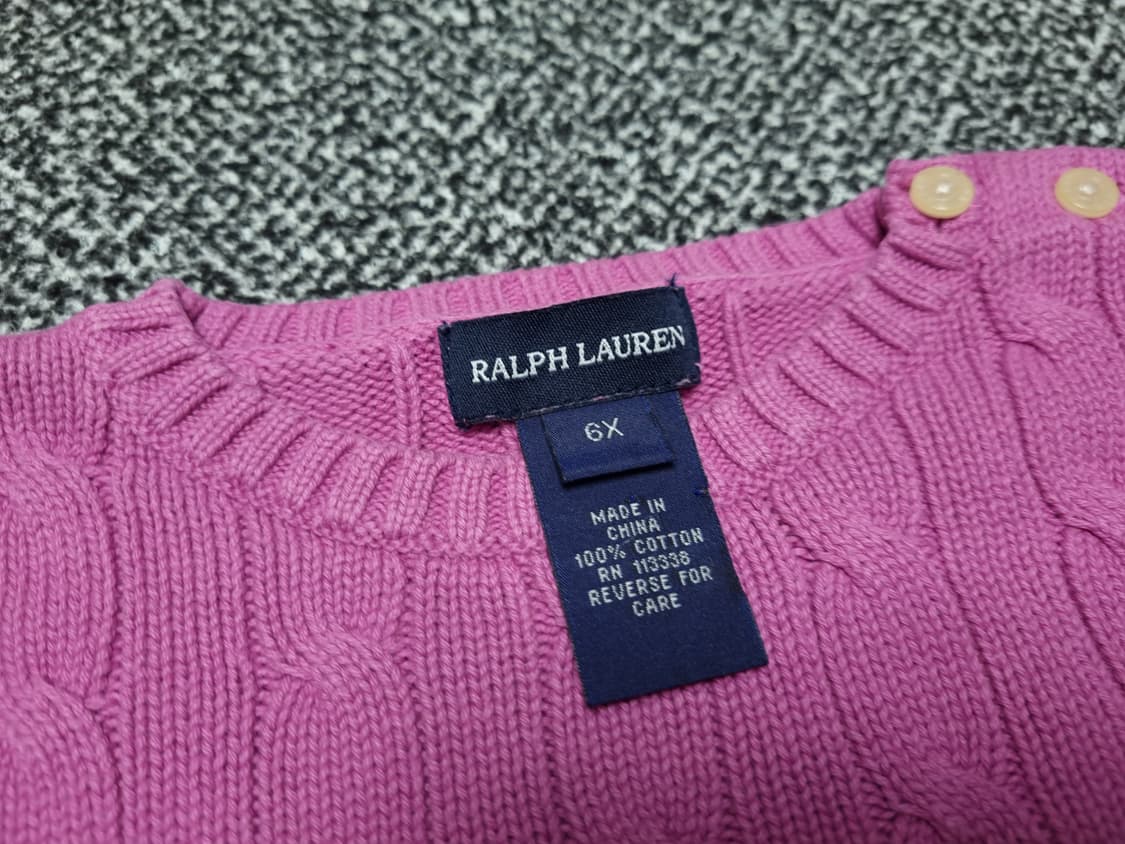 RALPH LAUREN
6X
MADE IN
CHINA
100% COTTON
RN 113338
REVERSE FOR
CARE